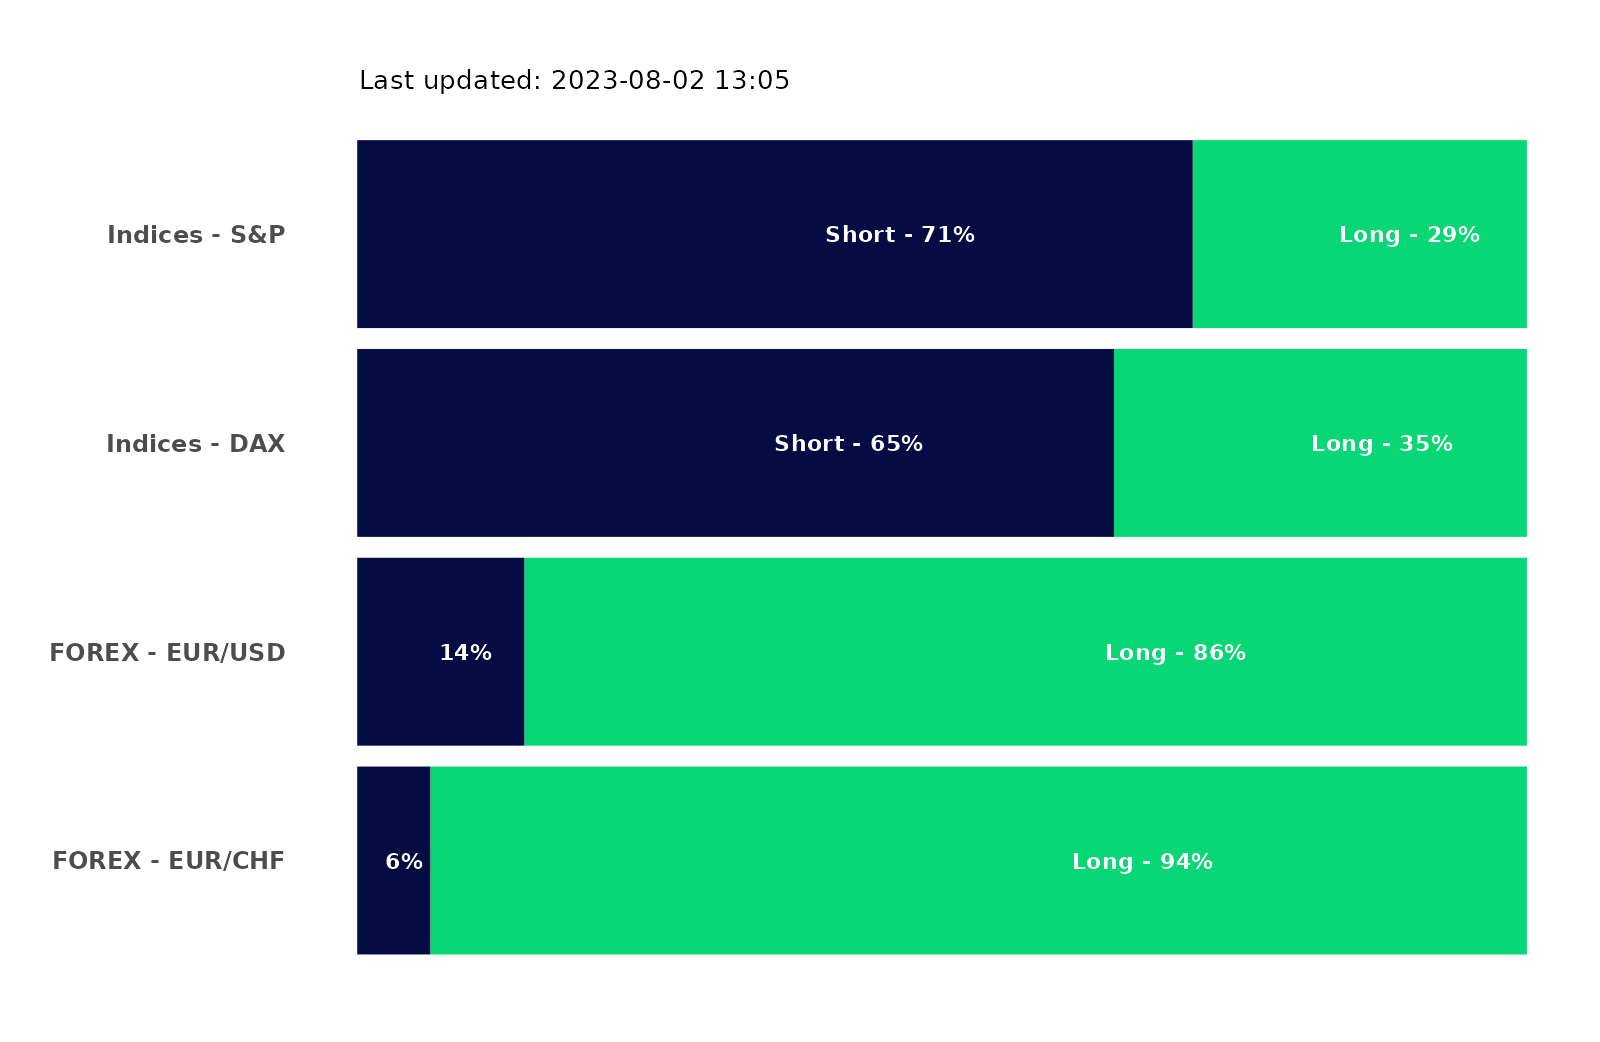 Last updated: 2023-08-02 13:05
Indices - S&P
Short - 71%
Long - 29%
Indices - DAX
Short - 65%
Long - 35%
FOREX - EUR/USD
14%
Long - 86%
FOREX - EUR/CHF
6%
Long - 94%